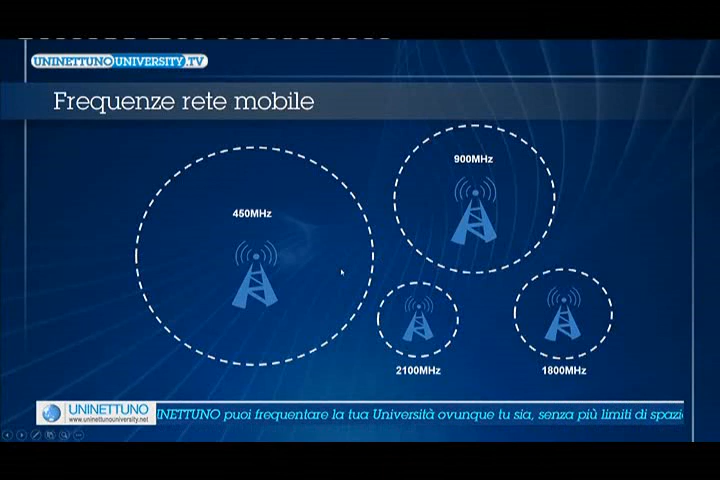 UNINETTUNOUNIVERSITY.TV
Frequenze rete mobile
900MHz
450MHz
2100MHz
1800MHz
UNINETTUNO
www.uninettunouniversity.net
INETTUNO puoi frequentare la tua Università ovunque tu sia, senza più limiti di spazi